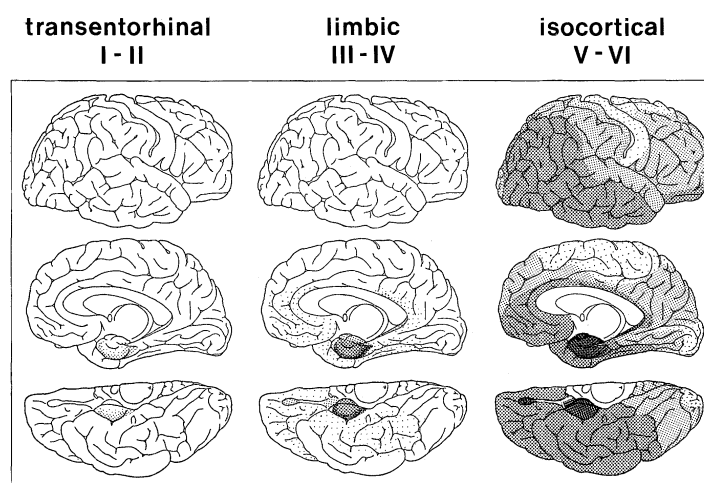 transentorhinal
I - II
limbic
III - IV
isocortical
V - VI